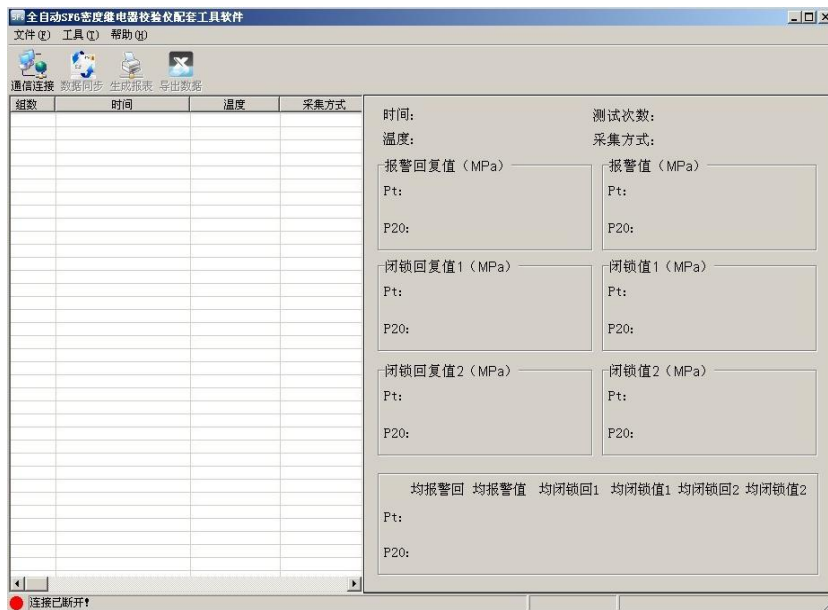 全自动SF6密度继电器校验仪配套工具软件
文件(F) 工具(T) 帮助(H)
通信连接 数据同步 生成报表 导出数据
组数 时间 温度 采集方式
时间: 测试次数:
温度: 采集方式:
报警回复值（MPa） 报警值（MPa）
Pt: Pt:
P20: P20:
闭锁回复值1（MPa） 闭锁值1（MPa）
Pt: Pt:
P20: P20:
闭锁回复值2（MPa） 闭锁值2（MPa）
Pt: Pt:
P20: P20:
均报警回 均报警值 均闭锁回1 均闭锁值1 均闭锁回2 均闭锁值2
Pt:
P20:
连接已断开!